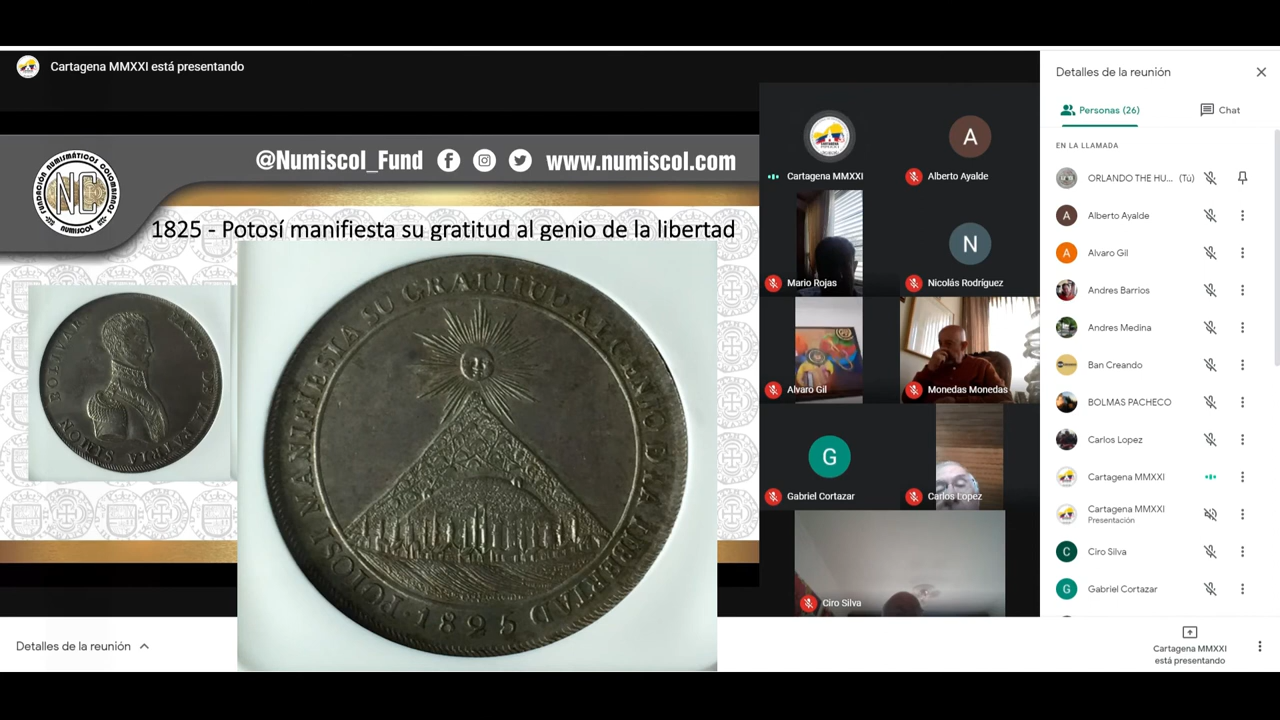 Cartagena MMXXI está presentando
@Numiscol_Fund
www.numiscol.com
FUNDACIÓN NUMISMÁTICOS COLOMBIANOS
NC
NUMISCOL
1825 - Potosí manifiesta su gratitud al genio de la libertad
SIMON BOLIVAR
DE LA PATRIA
POTOSI MANIFIESTA SU GRATITUD AL GENIO D LA LIBERTAD
1825
Cartagena MMXXI
A
Alberto Ayalde
Mario Rojas
N
Nicolás Rodríguez
Alvaro Gil
Monedas Monedas
G
Gabriel Cortazar
Carlos Lopez
Ciro Silva
Detalles de la reunión
Personas (26)
Chat
EN LA LLAMADA
ORLANDO THE HU... (Tú)
A Alberto Ayalde
A Alvaro Gil
Andres Barrios
Andres Medina
Ban Creando
BOLMAS PACHECO
Carlos Lopez
Cartagena MMXXI
Cartagena MMXXI
Presentación
C Ciro Silva
G Gabriel Cortazar
Detalles de la reunión
Cartagena MMXXI
está presentando